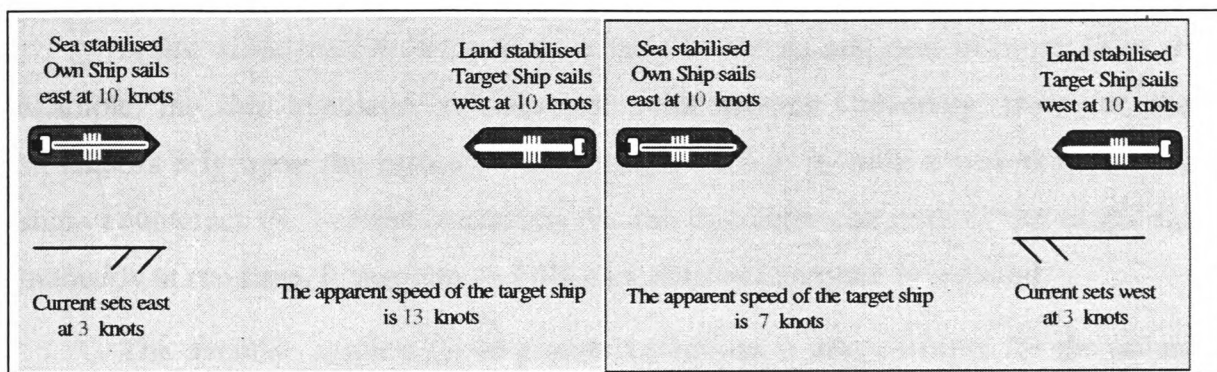 Sea stabilised
Own Ship sails
east at 10 knots
Land stabilised
Target Ship sails
west at 10 knots
Current sets east
at 3 knots
The apparent speed of the target ship
is 13 knots
Sea stabilised
Own Ship sails
east at 10 knots
Land stabilised
Target Ship sails
west at 10 knots
The apparent speed of the target ship
is 7 knots
Current sets west
at 3 knots